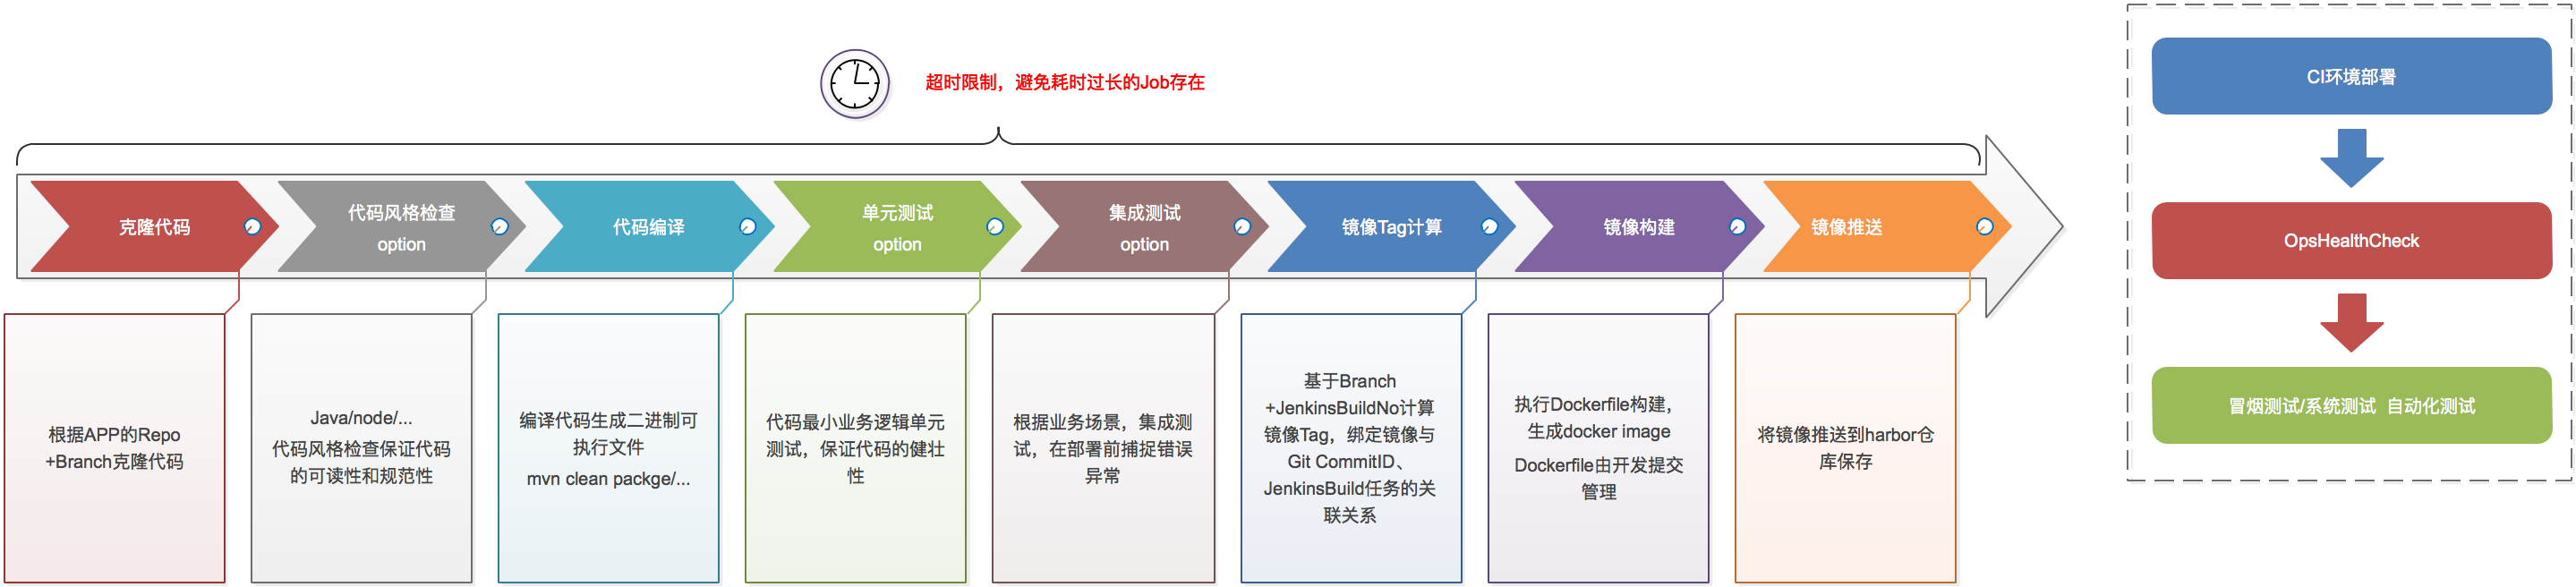 超时限制，避免耗时过长的Job存在
克隆代码
代码风格检查
option
代码编译
单元测试
option
集成测试
option
镜像Tag计算
镜像构建
镜像推送
根据APP的Repo
+Branch克隆代码
Java/node/...
代码风格检查保证代码
的可读性和规范性
编译代码生成二进制可
执行文件
mvn clean packge/...
代码最小业务逻辑单元
测试，保证代码的健壮
性
根据业务场景，集成测
试，在部署前捕捉错误
异常
基于Branch
+JenkinsBuildNo计算
镜像Tag，绑定镜像与
Git CommitID、
JenkinsBuild任务的关
联关系
执行Dockerfile构建，
生成docker image
Dockerfile由开发提交
管理
将镜像推送到harbor仓
库保存
CI环境部署
OpsHealthCheck
冒烟测试/系统测试 自动化测试